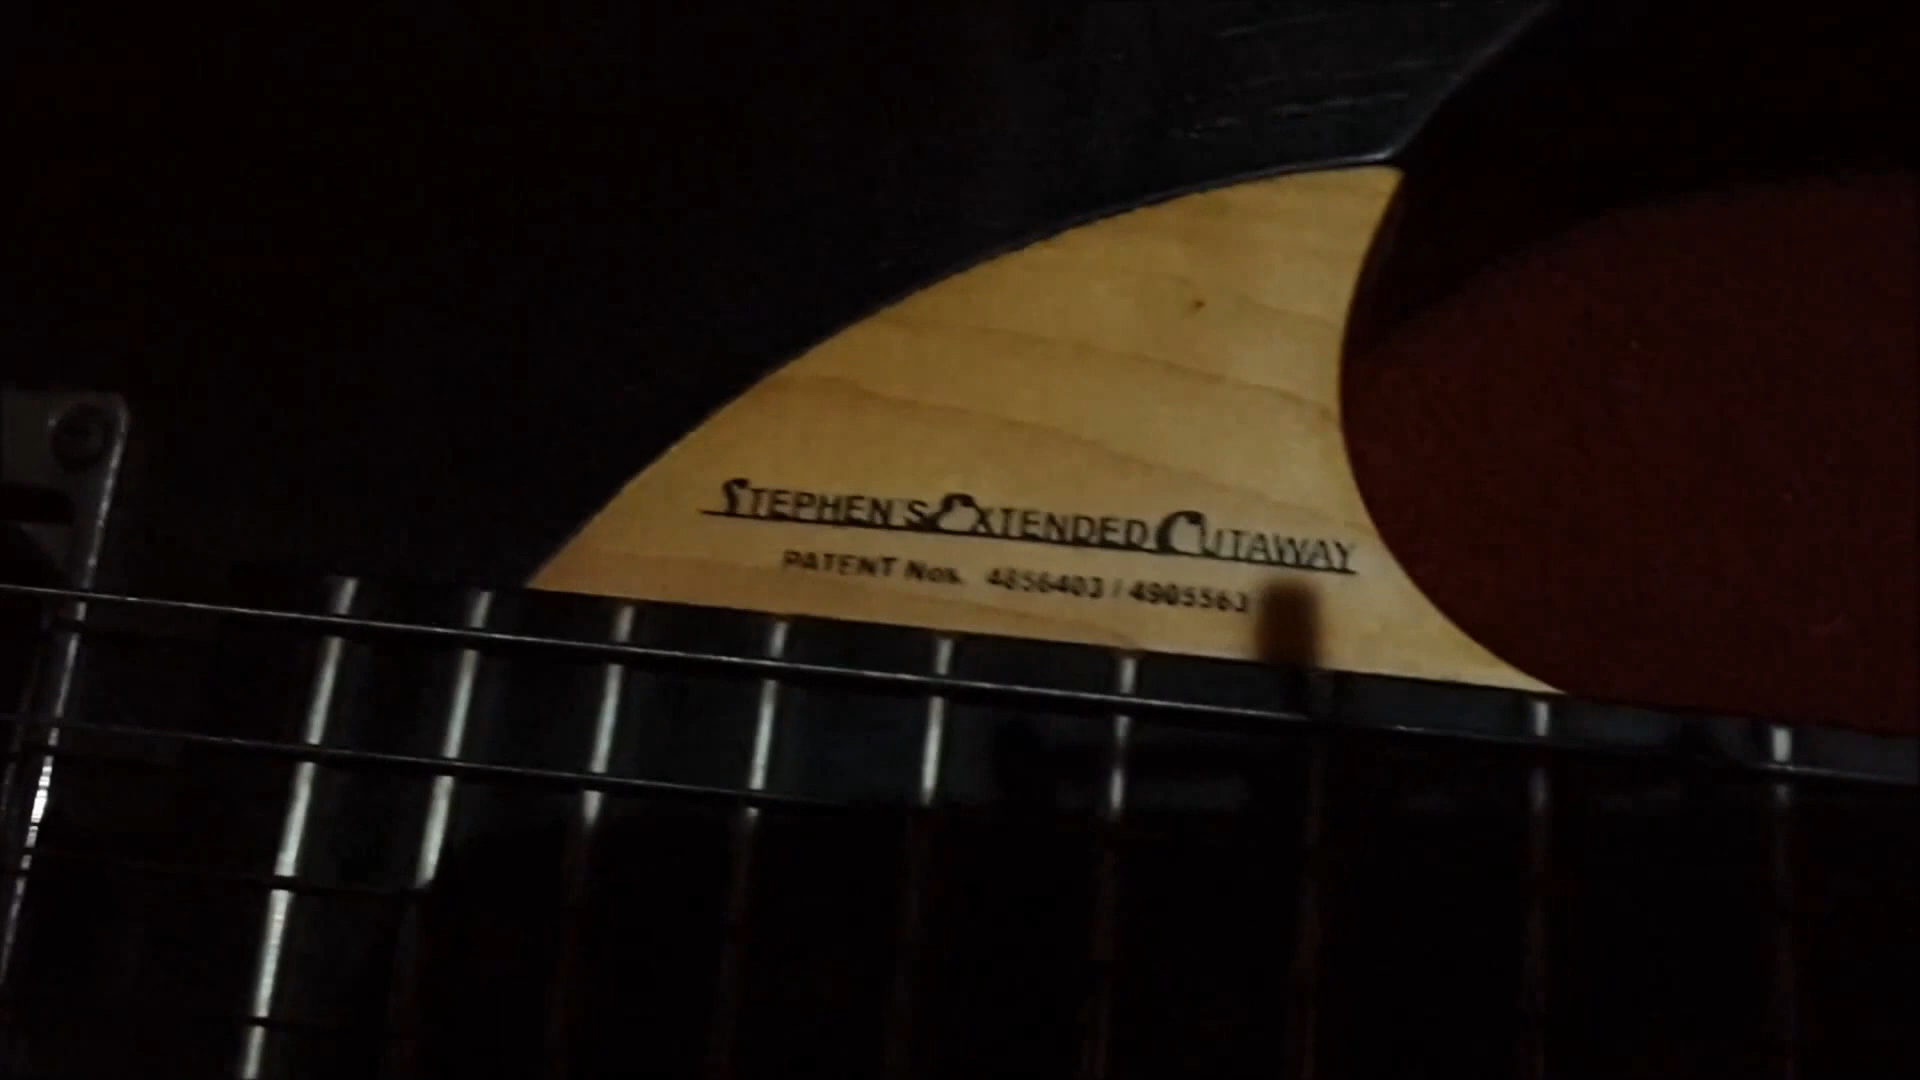 STEPHEN'S EXTENDED CUTAWAY
PATENT Nos. 4856403 / 4905563